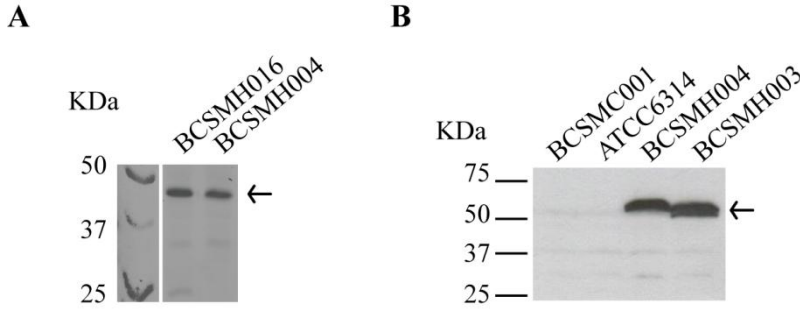 A
KDa
BCSMH016
BCSMH004
50
37
25
B
KDa
BCSMC001
ATCC6314
BCSMH004
BCSMH003
75
50
37
25